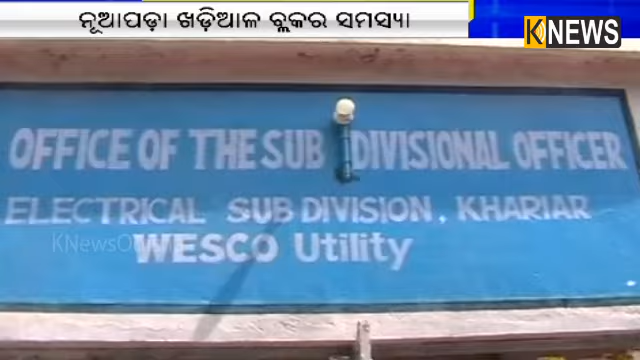 ନୂଆପଡ଼ା ଖଡ଼ିଆଳ ବ୍ଲକର ସମସ୍ୟା
KNEWS
OFFICE OF THE SUB DIVISIONAL OFFICER
ELECTRICAL SUB DIVISION, KHARIAR
WESCO Utility